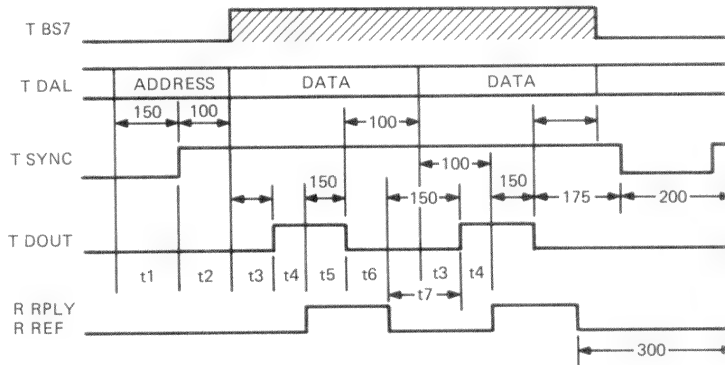 T BS7
T DAL
ADDRESS
DATA
DATA
150
100
100
T SYNC
100
150
150
150
175
200
T DOUT
t1
t2
t3
t4
t5
t6
t3
t4
t7
R RPLY
R REF
300